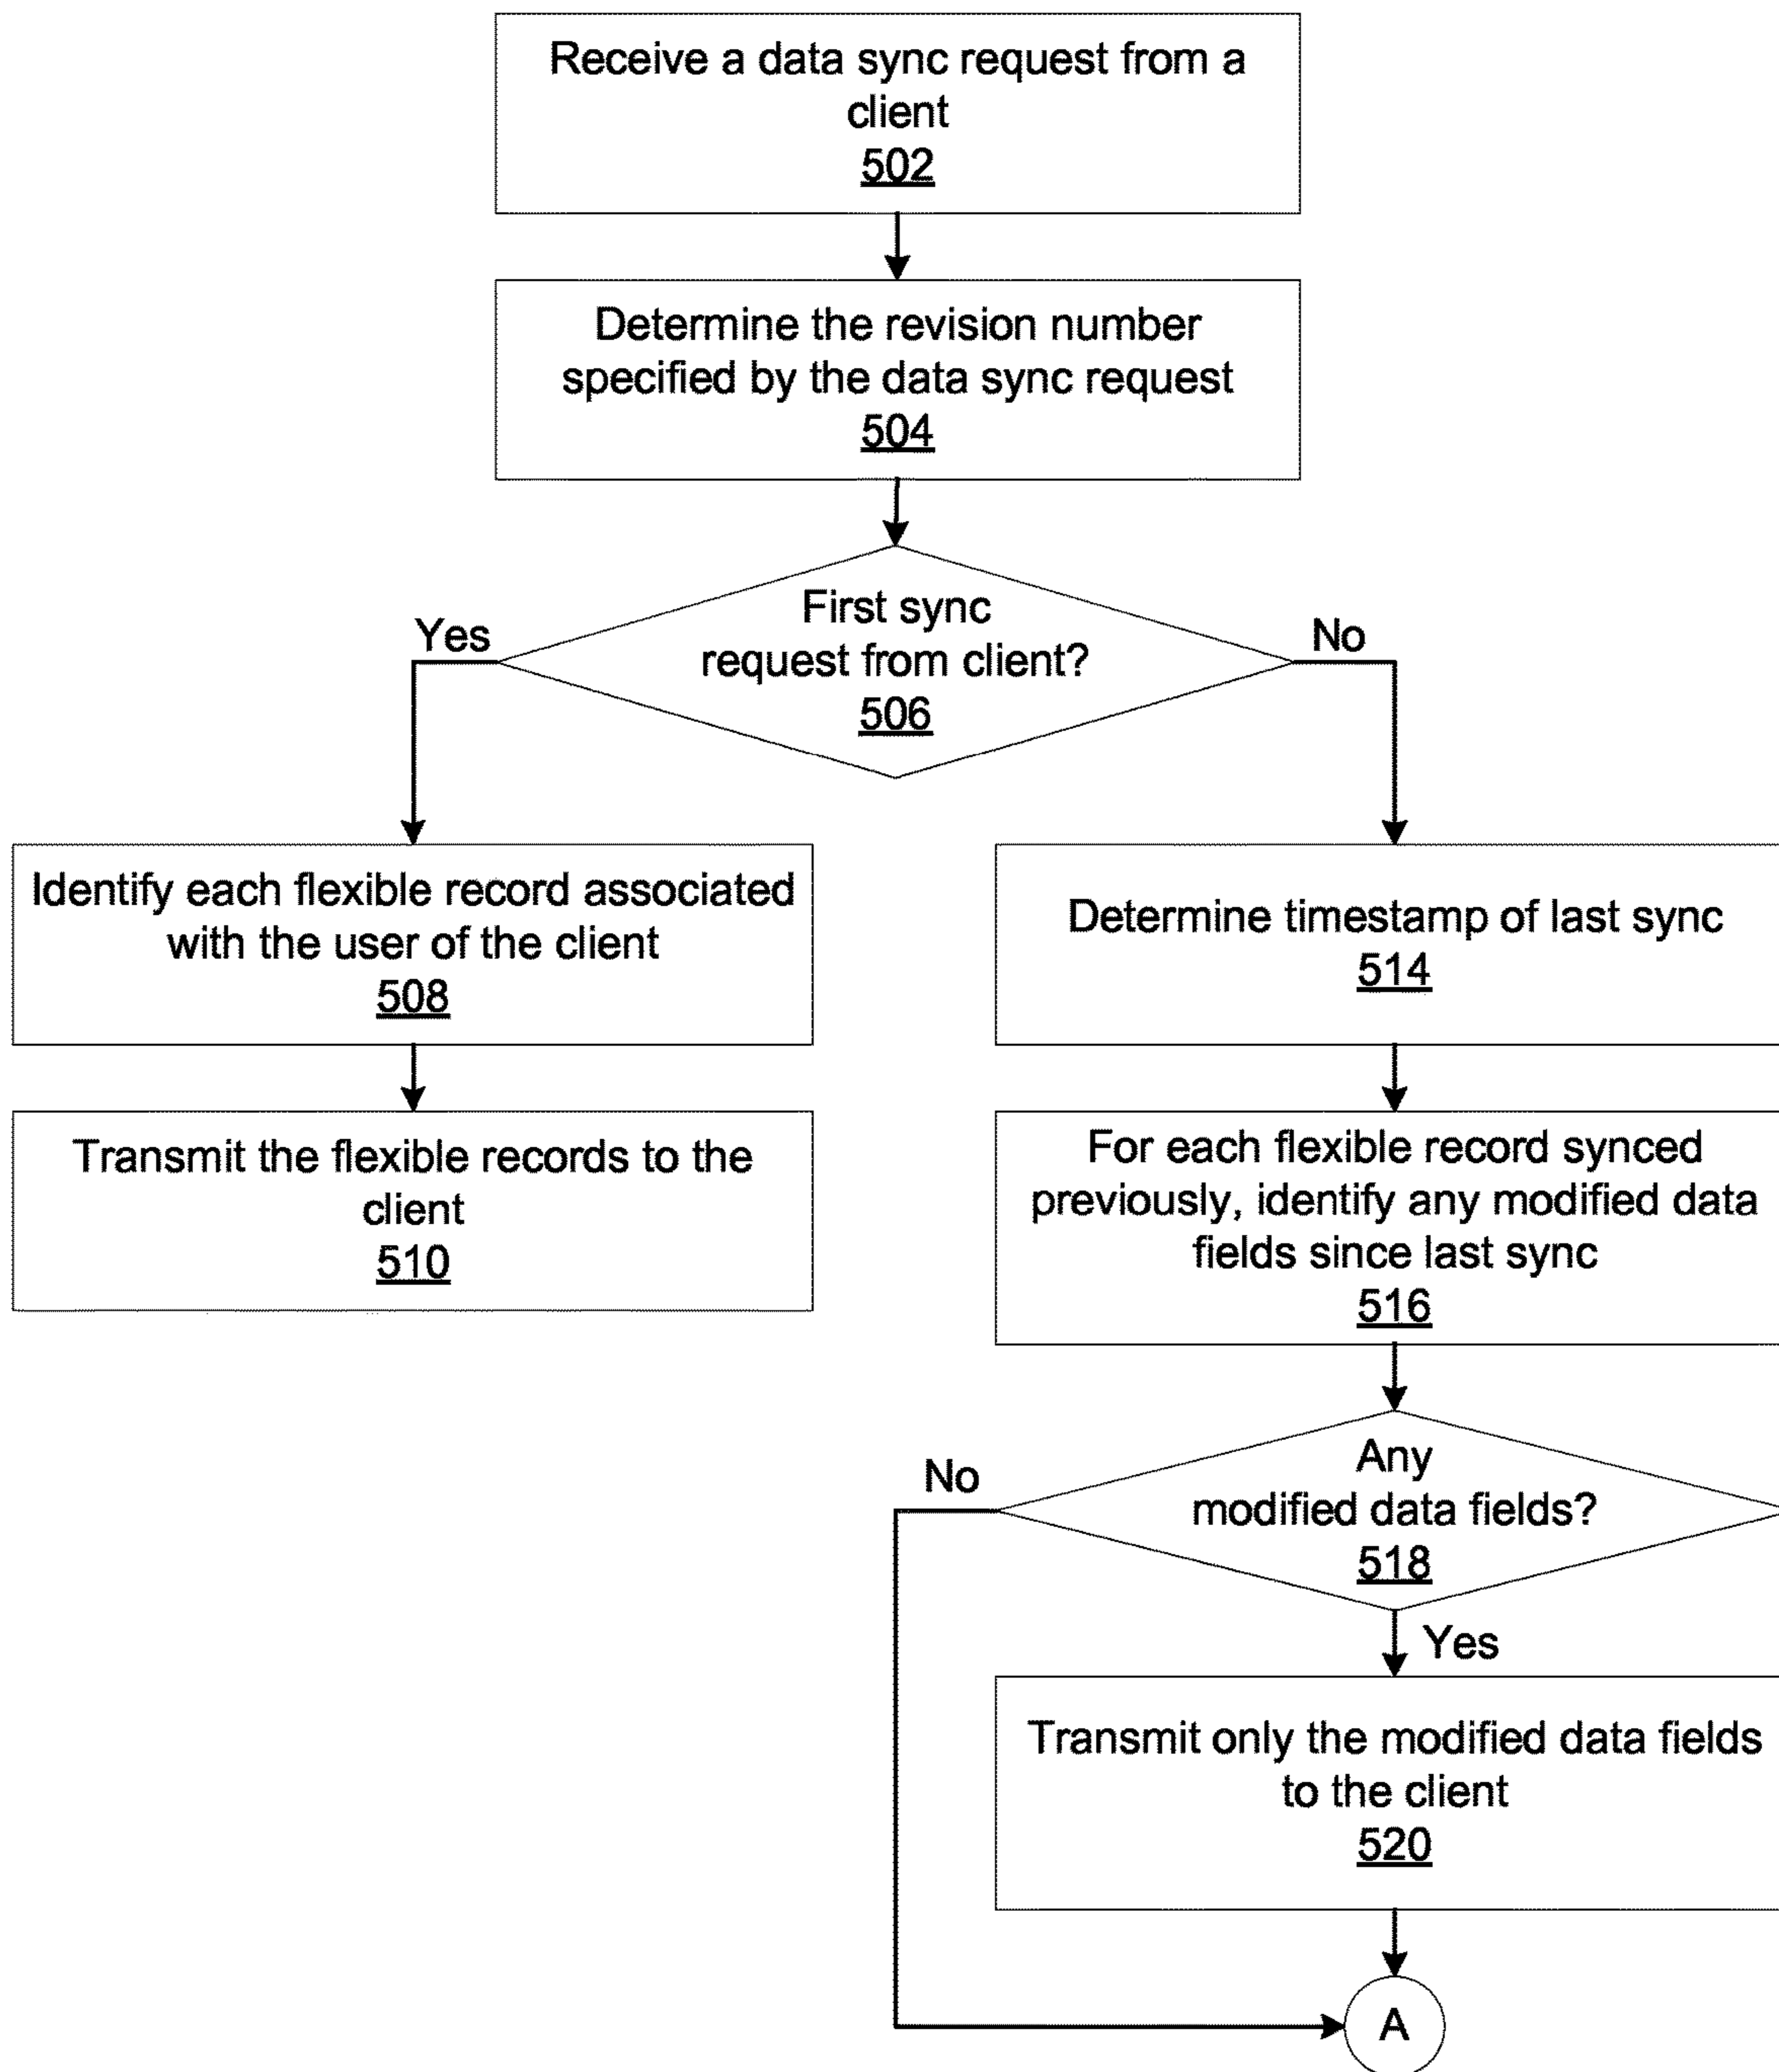 Receive a data sync request from a
client
502
Determine the revision number
specified by the data sync request
504
First sync
request from client?
506
Yes
No
Identify each flexible record associated
with the user of the client
508
Transmit the flexible records to the
client
510
Determine timestamp of last sync
514
For each flexible record synced
previously, identify any modified data
fields since last sync
516
Any
modified data fields?
518
No
Yes
Transmit only the modified data fields
to the client
520
A